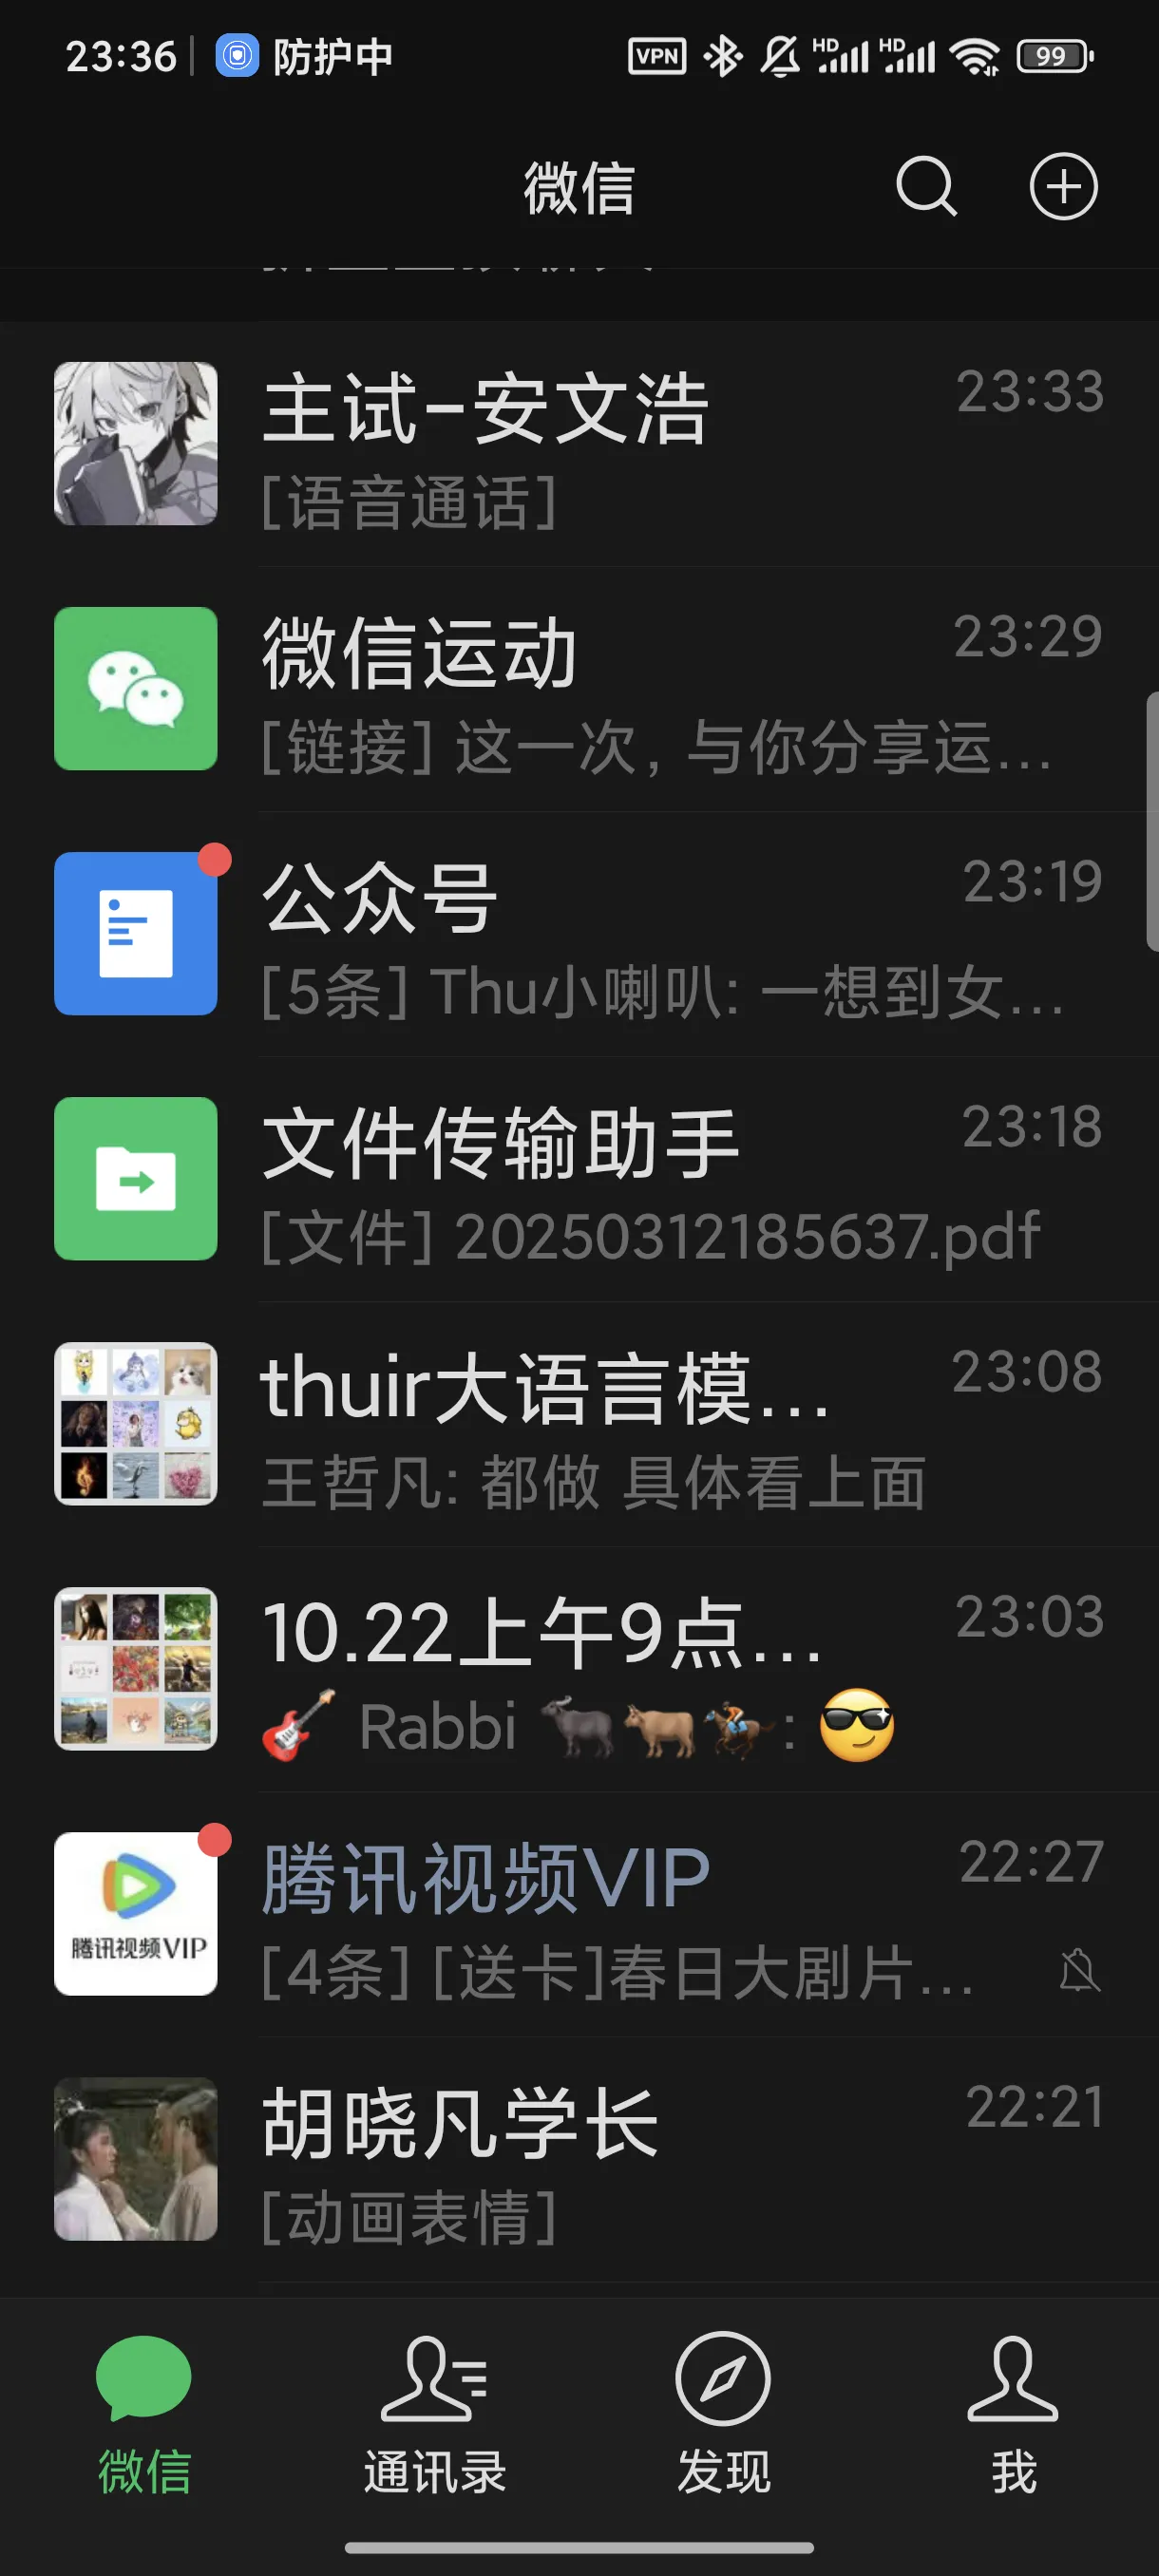 23:36 防护中 VPN HD HD 99
微信
主试-安文浩 23:33
[语音通话]
微信运动 23:29
[链接] 这一次，与你分享运...
公众号 23:19
[5条] Thu小喇叭: 一想到女...
文件传输助手 23:18
[文件] 20250312185637.pdf
thuir大语言模... 23:08
王哲凡: 都做 具体看上面
10.22上午9点... 23:03
🎸 Rabbi 🐃🐂🏇: 😎
腾讯视频VIP
腾讯视频VIP 22:27
[4条] [送卡]春日大剧片...
胡晓凡学长 22:21
[动画表情]
微信 通讯录 发现 我